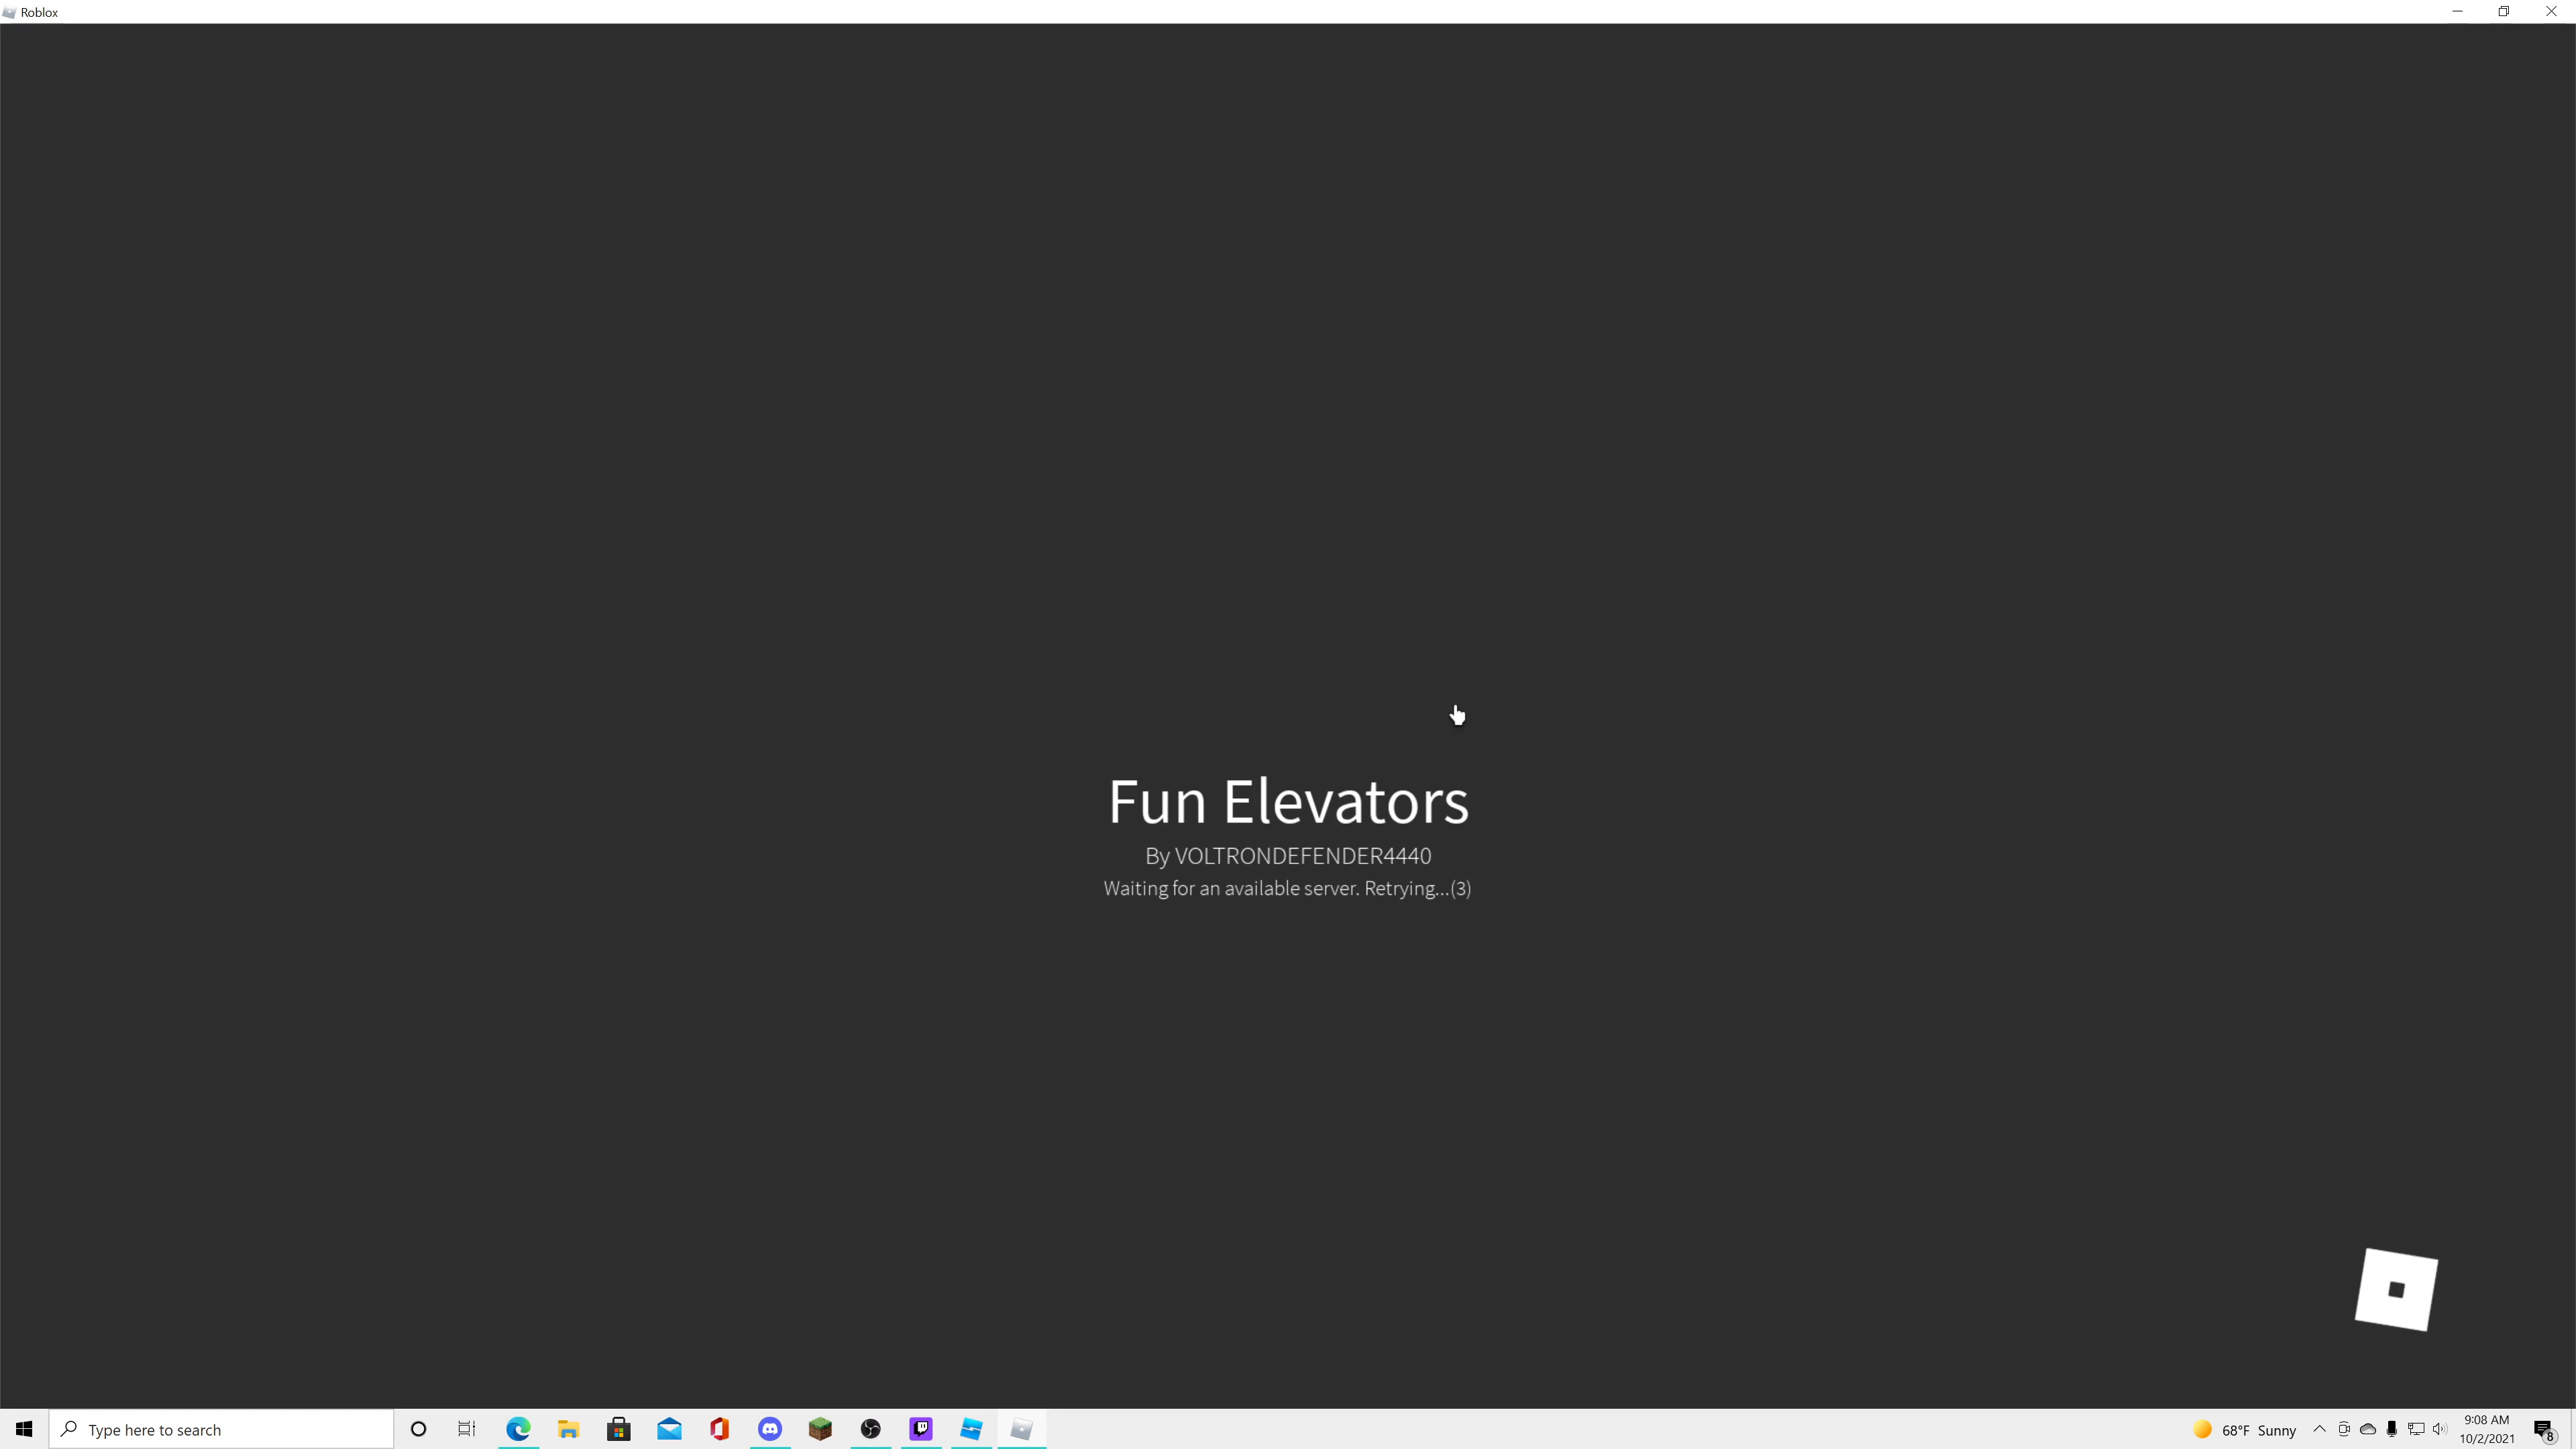 Roblox
Fun Elevators
By VOLTRONDEFENDER4440
Waiting for an available server. Retrying...(3)
Type here to search
68°F Sunny
9:08 AM
10/2/2021
8